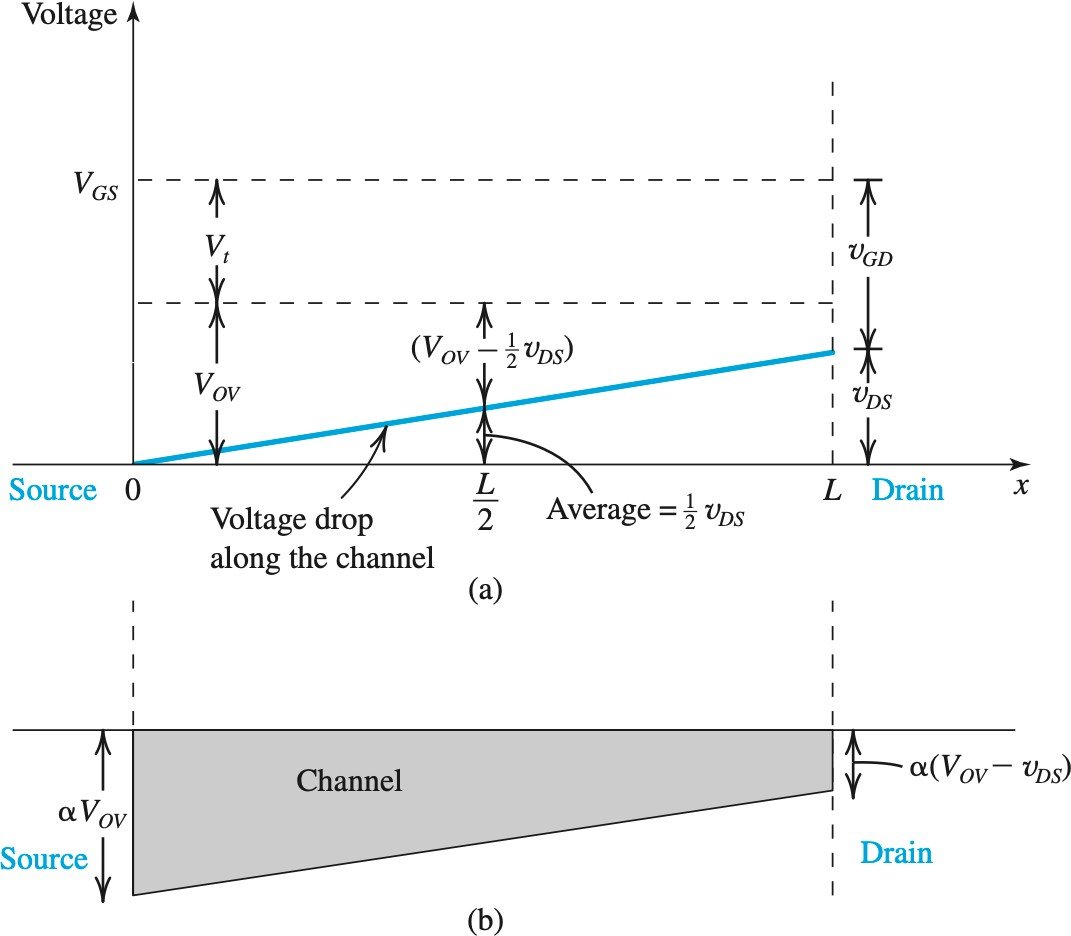 Voltage
V_GS
V_t
v_GD
(V_OV − ½ v_DS)
V_OV
v_DS
Source 0 L/2 L Drain x
Average = ½ v_DS
Voltage drop
along the channel
(a)
Channel
α(V_OV − v_DS)
αV_OV
Source
Drain
(b)